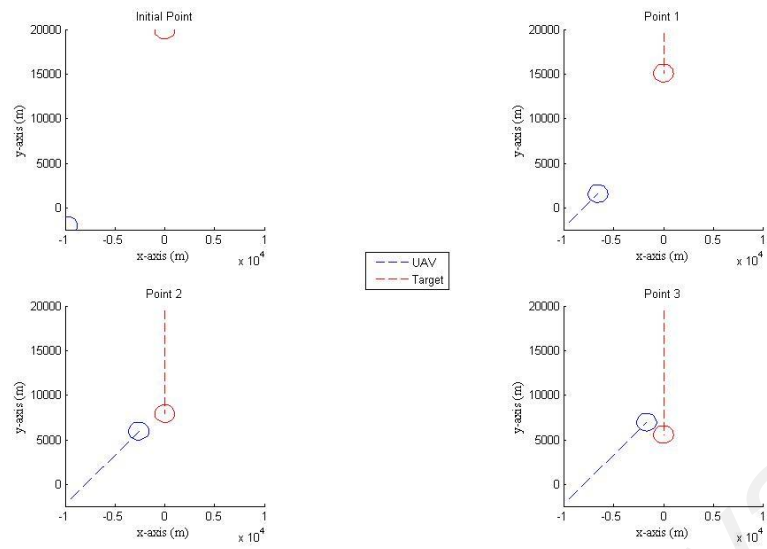 Initial Point
20000
15000
10000
5000
0
y-axis (m)
-1 -0.5 0 0.5 1
x-axis (m)
x 10^4
Point 1
20000
15000
10000
5000
0
y-axis (m)
-1 -0.5 0 0.5 1
x-axis (m)
x 10^4
UAV
Target
Point 2
20000
15000
10000
5000
0
y-axis (m)
-1 -0.5 0 0.5 1
x-axis (m)
x 10^4
Point 3
20000
15000
10000
5000
0
y-axis (m)
-1 -0.5 0 0.5 1
x-axis (m)
x 10^4